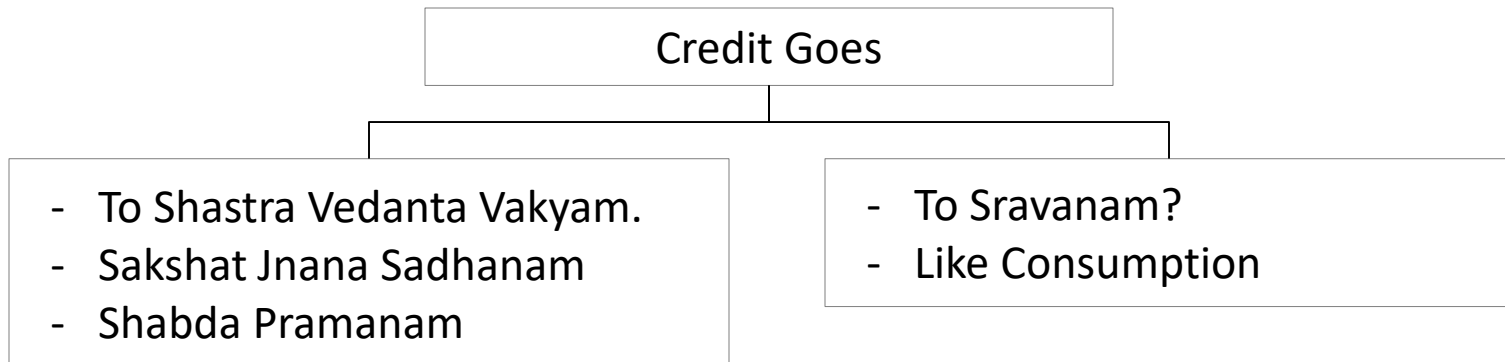 Credit Goes
- To Shastra Vedanta Vakyam.
- Sakshat Jnana Sadhanam
- Shabda Pramanam
- To Sravanam?
- Like Consumption